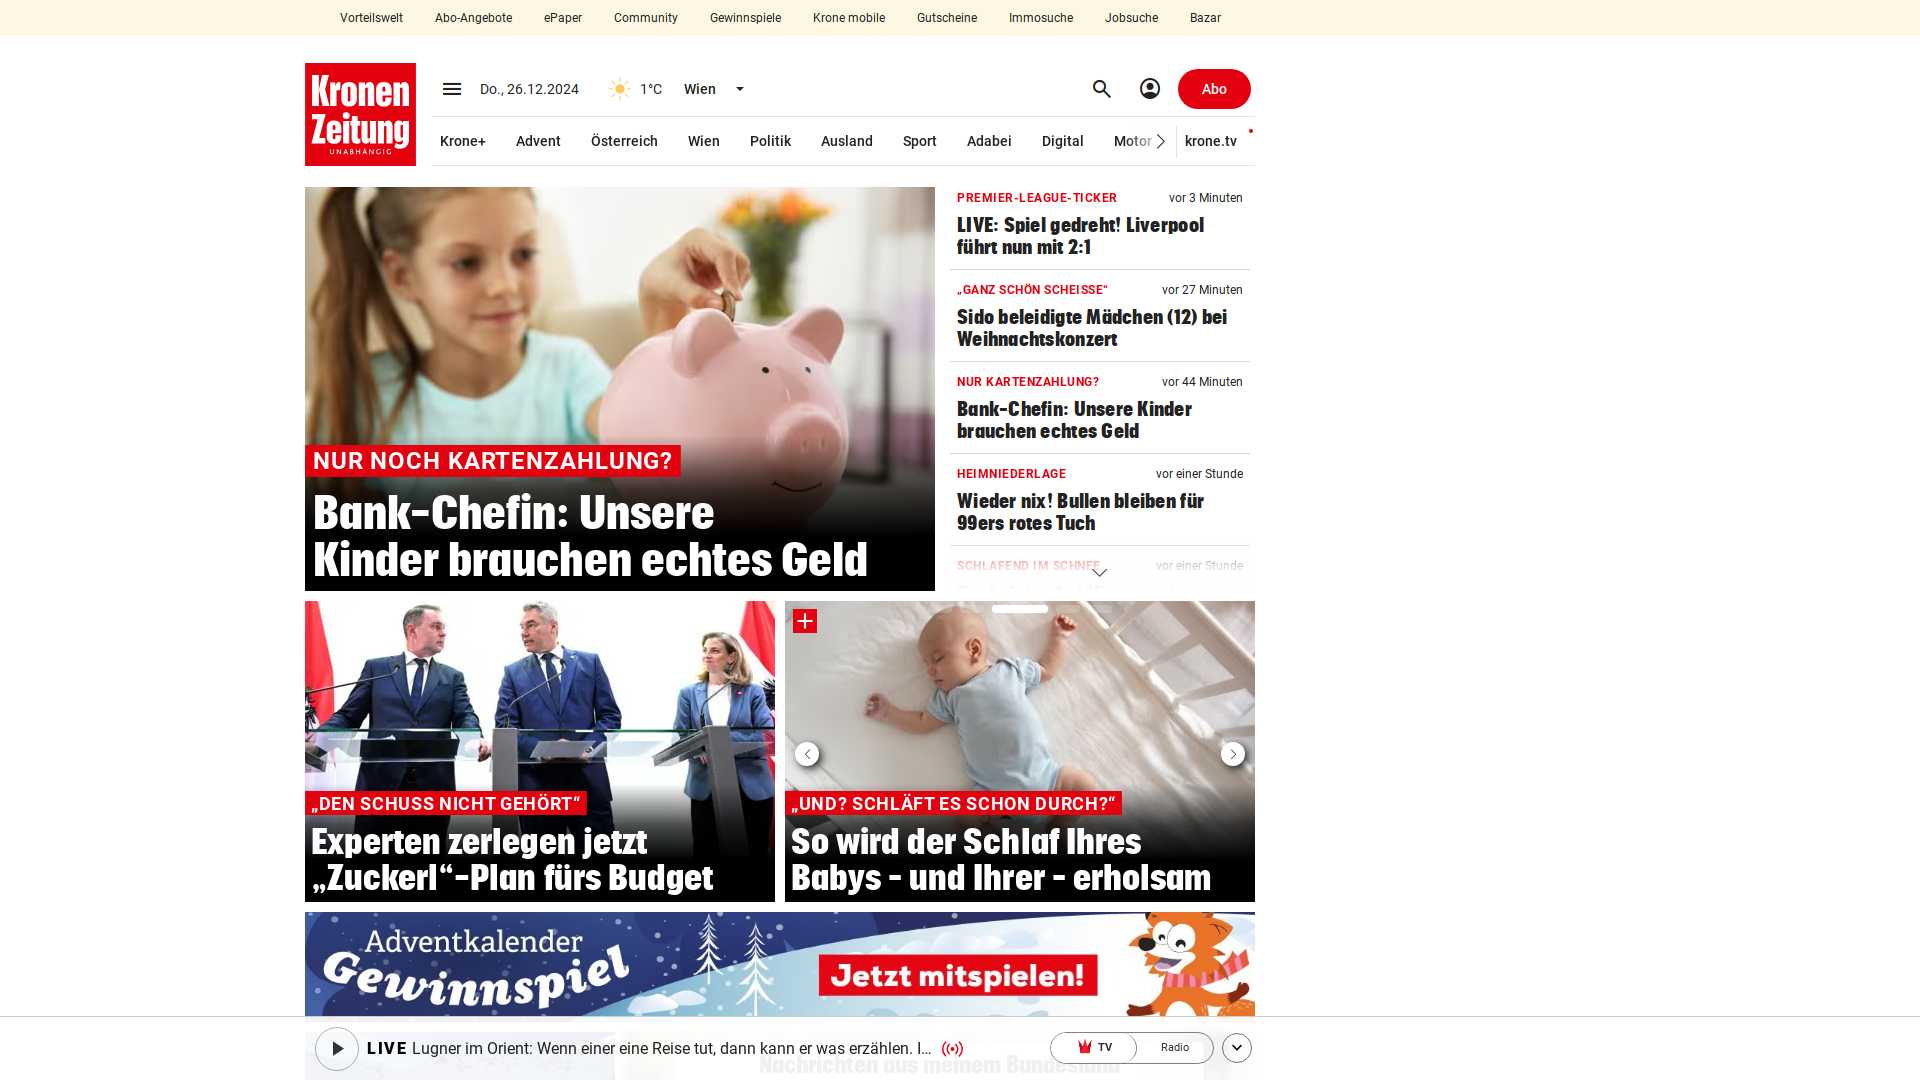 Vorteilswelt Abo-Angebote ePaper Community Gewinnspiele Krone mobile Gutscheine Immosuche Jobsuche Bazar
Kronen
Zeitung
UNABHÄNGIG
Do., 26.12.2024 1°C Wien Abo
Krone+ Advent Österreich Wien Politik Ausland Sport Adabei Digital Motor krone.tv
NUR NOCH KARTENZAHLUNG?
Bank-Chefin: Unsere
Kinder brauchen echtes Geld
PREMIER-LEAGUE-TICKER vor 3 Minuten
LIVE: Spiel gedreht! Liverpool
führt nun mit 2:1
„GANZ SCHÖN SCHEISSE“ vor 27 Minuten
Sido beleidigte Mädchen (12) bei
Weihnachtskonzert
NUR KARTENZAHLUNG? vor 44 Minuten
Bank-Chefin: Unsere Kinder
brauchen echtes Geld
HEIMNIEDERLAGE vor einer Stunde
Wieder nix! Bullen bleiben für
99ers rotes Tuch
SCHLAFEND IM SCHNEE vor einer Stunde
„DEN SCHUSS NICHT GEHÖRT“
Experten zerlegen jetzt
„Zuckerl“-Plan fürs Budget
„UND? SCHLÄFT ES SCHON DURCH?“
So wird der Schlaf Ihres
Babys – und Ihrer – erholsam
Adventkalender
Gewinnspiel
Jetzt mitspielen!
LIVE Lugner im Orient: Wenn einer eine Reise tut, dann kann er was erzählen. I...
TV Radio
Nachrichten aus meinem Bundesland